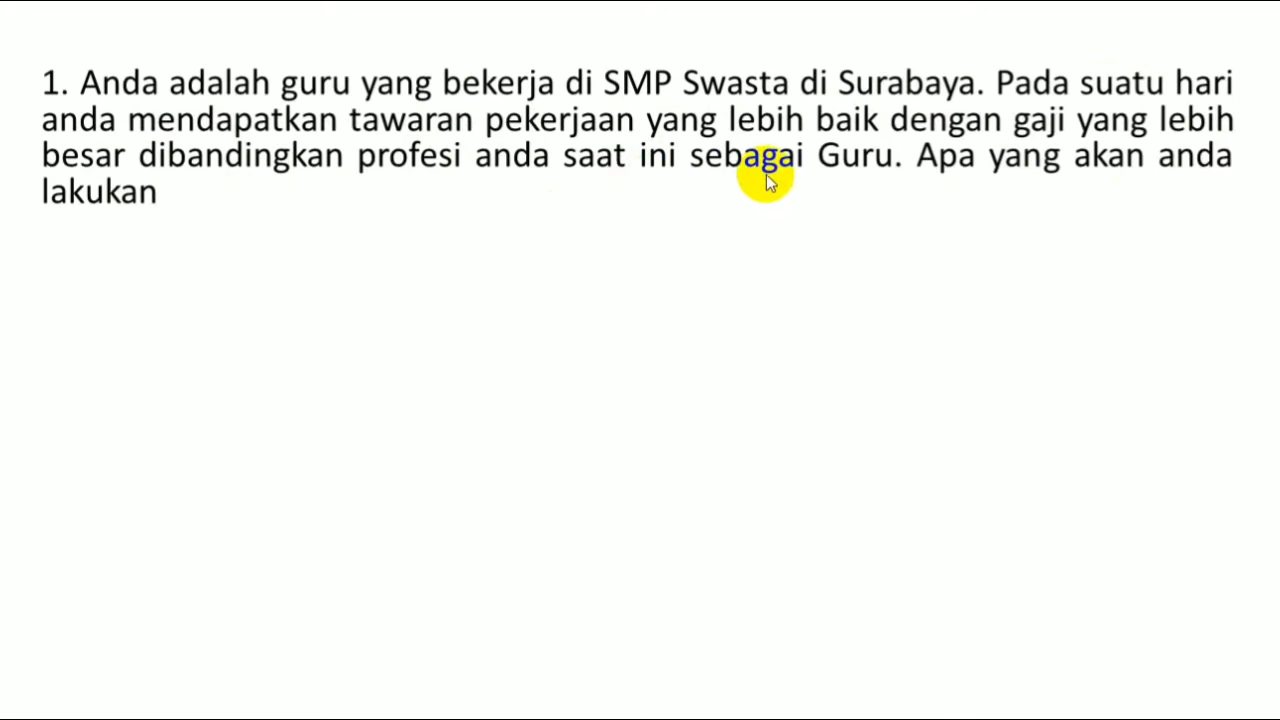 1. Anda adalah guru yang bekerja di SMP Swasta di Surabaya. Pada suatu hari
anda mendapatkan tawaran pekerjaan yang lebih baik dengan gaji yang lebih
besar dibandingkan profesi anda saat ini sebagai Guru. Apa yang akan anda
lakukan